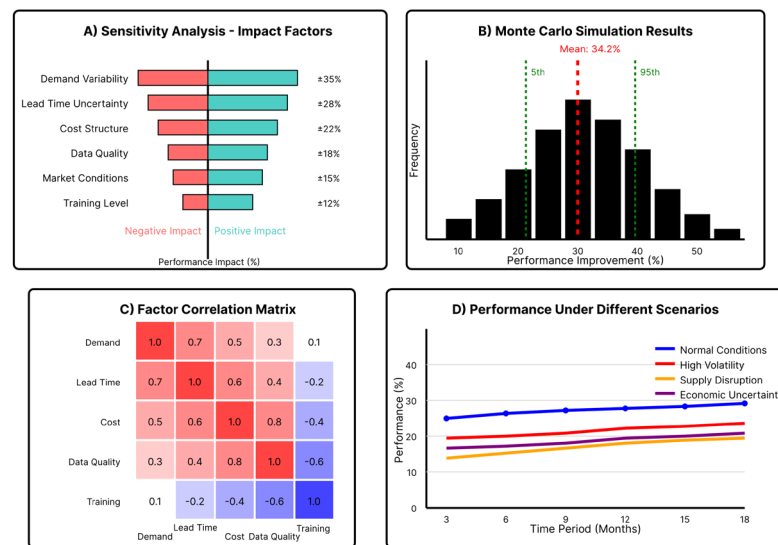 A) Sensitivity Analysis - Impact Factors
Demand Variability ±35%
Lead Time Uncertainty ±28%
Cost Structure ±22%
Data Quality ±18%
Market Conditions ±15%
Training Level ±12%
Negative Impact Positive Impact
Performance Impact (%)
B) Monte Carlo Simulation Results
Mean: 34.2%
5th 95th
Frequency
10 20 30 40 50
Performance Improvement (%)
C) Factor Correlation Matrix
Demand 1.0 0.7 0.5 0.3 0.1
Lead Time 0.7 1.0 0.6 0.4 -0.2
Cost 0.5 0.6 1.0 0.8 -0.4
Data Quality 0.3 0.4 0.8 1.0 -0.6
Training 0.1 -0.2 -0.4 -0.6 1.0
Demand Lead Time Cost Data Quality Training
D) Performance Under Different Scenarios
Normal Conditions
High Volatility
Supply Disruption
Economic Uncertaint
Performance (%)
40
30
20
10
0
3 6 9 12 15 18
Time Period (Months)